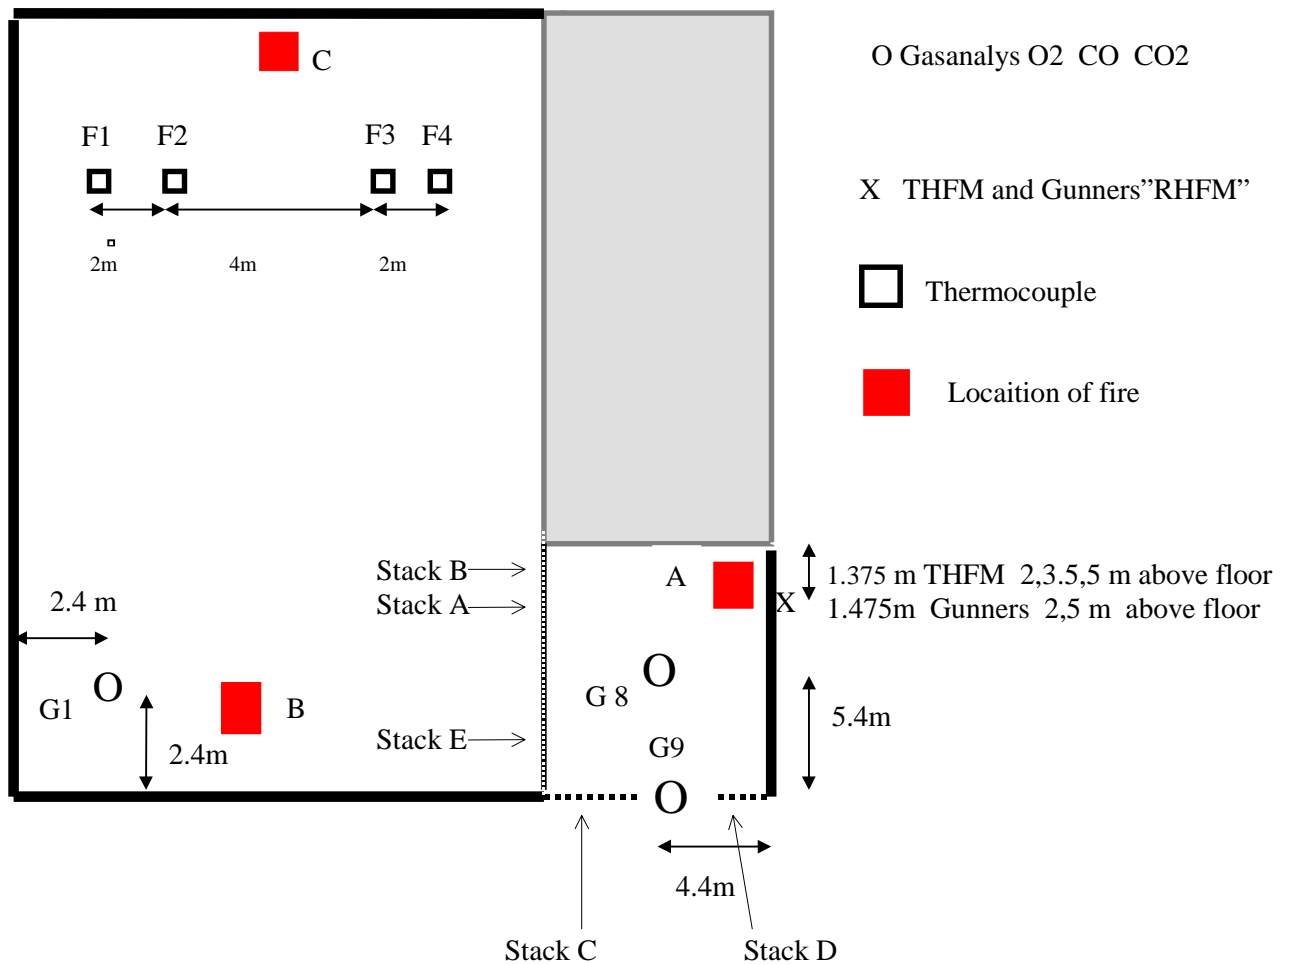 C
O Gasanalys O2  CO  CO2
F1
F2
F3
F4
X   THFM and Gunners”RHFM”
2m
4m
2m
Thermocouple
Locaition of fire
Stack B
A
1.375 m THFM  2,3.5,5 m above floor
2.4 m
Stack A
X
1.475m  Gunners  2,5 m  above floor
O
O
G1
B
G 8
5.4m
Stack E
G9
2.4m
O
4.4m
Stack C
Stack D